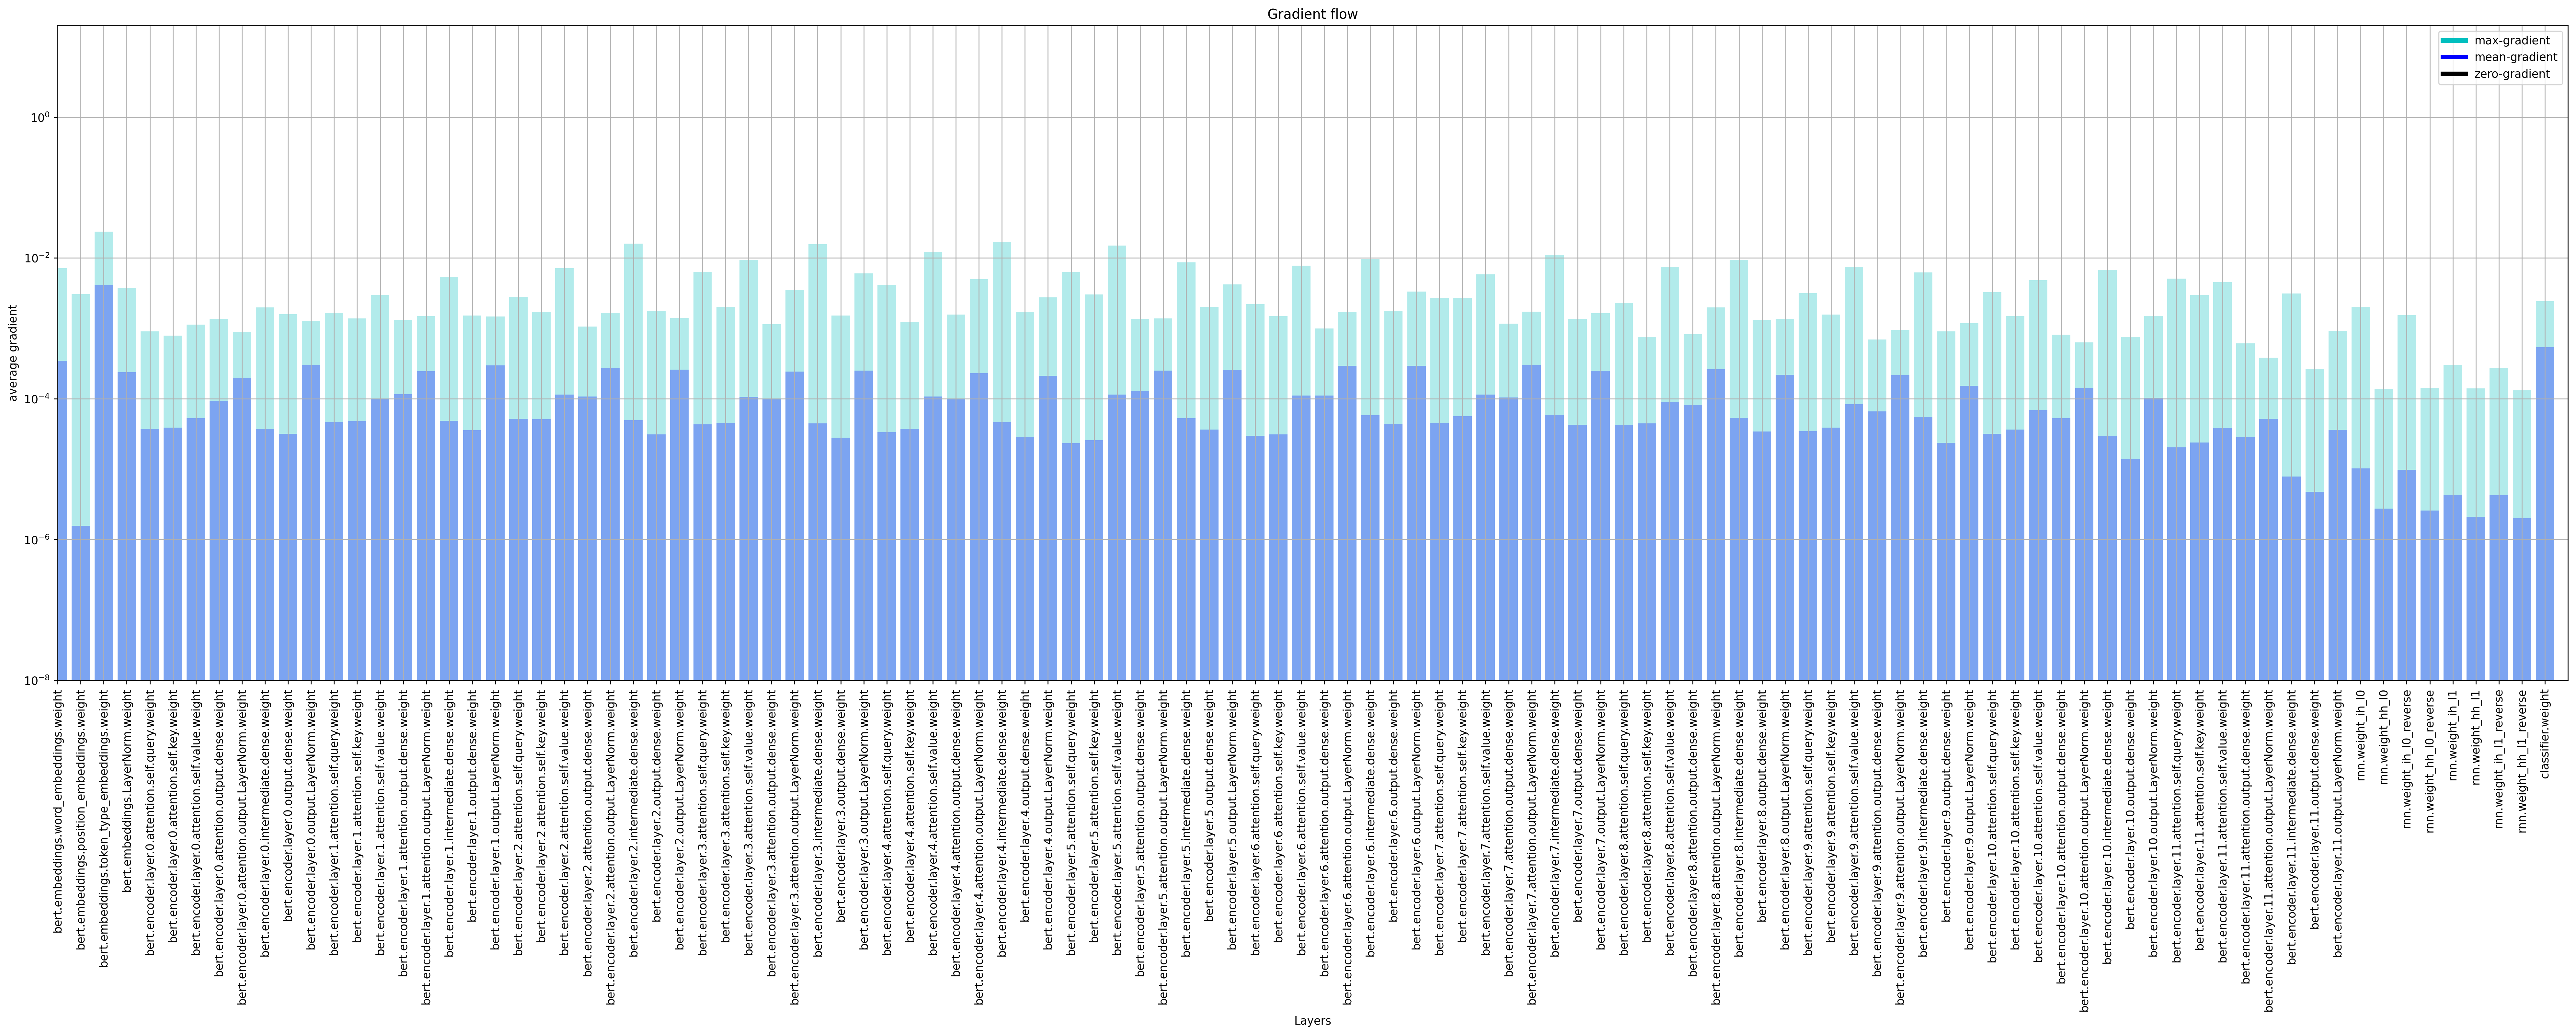 Gradient flow
max-gradient
mean-gradient
zero-gradient
average gradient
10⁰
10⁻²
10⁻⁴
10⁻⁶
10⁻⁸
bert.embeddings.word_embeddings.weight
bert.embeddings.position_embeddings.weight
bert.embeddings.token_type_embeddings.weight
bert.embeddings.LayerNorm.weight
bert.encoder.layer.0.attention.self.query.weight
bert.encoder.layer.0.attention.self.key.weight
bert.encoder.layer.0.attention.self.value.weight
bert.encoder.layer.0.attention.output.dense.weight
bert.encoder.layer.0.attention.output.LayerNorm.weight
bert.encoder.layer.0.intermediate.dense.weight
bert.encoder.layer.0.output.dense.weight
bert.encoder.layer.0.output.LayerNorm.weight
bert.encoder.layer.1.attention.self.query.weight
bert.encoder.layer.1.attention.self.key.weight
bert.encoder.layer.1.attention.self.value.weight
bert.encoder.layer.1.attention.output.dense.weight
bert.encoder.layer.1.attention.output.LayerNorm.weight
bert.encoder.layer.1.intermediate.dense.weight
bert.encoder.layer.1.output.dense.weight
bert.encoder.layer.1.output.LayerNorm.weight
bert.encoder.layer.2.attention.self.query.weight
bert.encoder.layer.2.attention.self.key.weight
bert.encoder.layer.2.attention.self.value.weight
bert.encoder.layer.2.attention.output.dense.weight
bert.encoder.layer.2.attention.output.LayerNorm.weight
bert.encoder.layer.2.intermediate.dense.weight
bert.encoder.layer.2.output.dense.weight
bert.encoder.layer.2.output.LayerNorm.weight
bert.encoder.layer.3.attention.self.query.weight
bert.encoder.layer.3.attention.self.key.weight
bert.encoder.layer.3.attention.self.value.weight
bert.encoder.layer.3.attention.output.dense.weight
bert.encoder.layer.3.attention.output.LayerNorm.weight
bert.encoder.layer.3.intermediate.dense.weight
bert.encoder.layer.3.output.dense.weight
bert.encoder.layer.3.output.LayerNorm.weight
bert.encoder.layer.4.attention.self.query.weight
bert.encoder.layer.4.attention.self.key.weight
bert.encoder.layer.4.attention.self.value.weight
bert.encoder.layer.4.attention.output.dense.weight
bert.encoder.layer.4.attention.output.LayerNorm.weight
bert.encoder.layer.4.intermediate.dense.weight
bert.encoder.layer.4.output.dense.weight
bert.encoder.layer.4.output.LayerNorm.weight
bert.encoder.layer.5.attention.self.query.weight
bert.encoder.layer.5.attention.self.key.weight
bert.encoder.layer.5.attention.self.value.weight
bert.encoder.layer.5.attention.output.dense.weight
bert.encoder.layer.5.attention.output.LayerNorm.weight
bert.encoder.layer.5.intermediate.dense.weight
bert.encoder.layer.5.output.dense.weight
bert.encoder.layer.5.output.LayerNorm.weight
bert.encoder.layer.6.attention.self.query.weight
bert.encoder.layer.6.attention.self.key.weight
bert.encoder.layer.6.attention.self.value.weight
bert.encoder.layer.6.attention.output.dense.weight
bert.encoder.layer.6.attention.output.LayerNorm.weight
bert.encoder.layer.6.intermediate.dense.weight
bert.encoder.layer.6.output.dense.weight
bert.encoder.layer.6.output.LayerNorm.weight
bert.encoder.layer.7.attention.self.query.weight
bert.encoder.layer.7.attention.self.key.weight
bert.encoder.layer.7.attention.self.value.weight
bert.encoder.layer.7.attention.output.dense.weight
bert.encoder.layer.7.attention.output.LayerNorm.weight
bert.encoder.layer.7.intermediate.dense.weight
bert.encoder.layer.7.output.dense.weight
bert.encoder.layer.7.output.LayerNorm.weight
bert.encoder.layer.8.attention.self.query.weight
bert.encoder.layer.8.attention.self.key.weight
bert.encoder.layer.8.attention.self.value.weight
bert.encoder.layer.8.attention.output.dense.weight
bert.encoder.layer.8.attention.output.LayerNorm.weight
bert.encoder.layer.8.intermediate.dense.weight
bert.encoder.layer.8.output.dense.weight
bert.encoder.layer.8.output.LayerNorm.weight
bert.encoder.layer.9.attention.self.query.weight
bert.encoder.layer.9.attention.self.key.weight
bert.encoder.layer.9.attention.self.value.weight
bert.encoder.layer.9.attention.output.dense.weight
bert.encoder.layer.9.attention.output.LayerNorm.weight
bert.encoder.layer.9.intermediate.dense.weight
bert.encoder.layer.9.output.dense.weight
bert.encoder.layer.9.output.LayerNorm.weight
bert.encoder.layer.10.attention.self.query.weight
bert.encoder.layer.10.attention.self.key.weight
bert.encoder.layer.10.attention.self.value.weight
bert.encoder.layer.10.attention.output.dense.weight
bert.encoder.layer.10.attention.output.LayerNorm.weight
bert.encoder.layer.10.intermediate.dense.weight
bert.encoder.layer.10.output.dense.weight
bert.encoder.layer.10.output.LayerNorm.weight
bert.encoder.layer.11.attention.self.query.weight
bert.encoder.layer.11.attention.self.key.weight
bert.encoder.layer.11.attention.self.value.weight
bert.encoder.layer.11.attention.output.dense.weight
bert.encoder.layer.11.attention.output.LayerNorm.weight
bert.encoder.layer.11.intermediate.dense.weight
bert.encoder.layer.11.output.dense.weight
bert.encoder.layer.11.output.LayerNorm.weight
rnn.weight_ih_l0
rnn.weight_hh_l0
rnn.weight_ih_l0_reverse
rnn.weight_hh_l0_reverse
rnn.weight_ih_l1
rnn.weight_hh_l1
rnn.weight_ih_l1_reverse
rnn.weight_hh_l1_reverse
classifier.weight
Layers